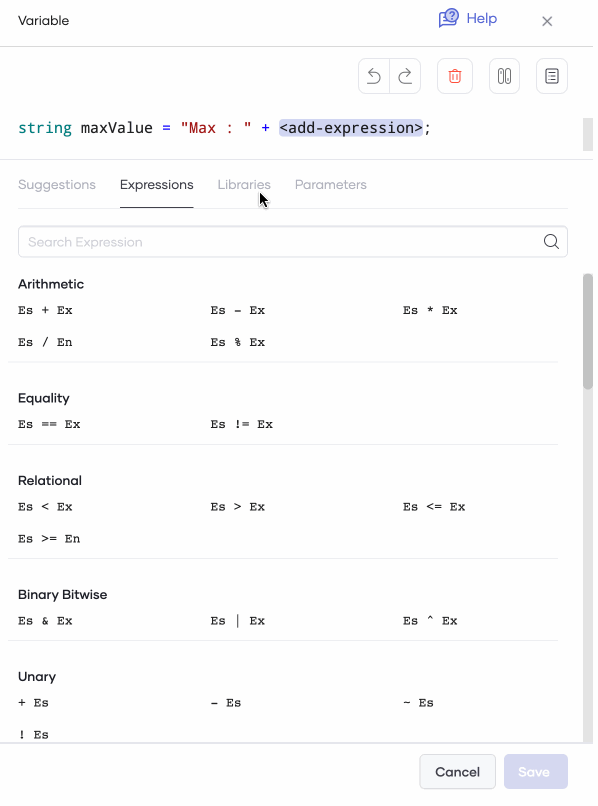 Variable
Help
string maxValue = "Max : " + <add-expression>;
Suggestions Expressions Libraries Parameters
Search Expression
Arithmetic
Es + Ex Es - Ex Es * Ex
Es / En Es % Ex
Equality
Es == Ex Es != Ex
Relational
Es < Ex Es > Ex Es <= Ex
Es >= En
Binary Bitwise
Es & Ex Es | Ex Es ^ Ex
Unary
+ Es - Es ~ Es
! Es
Cancel Save